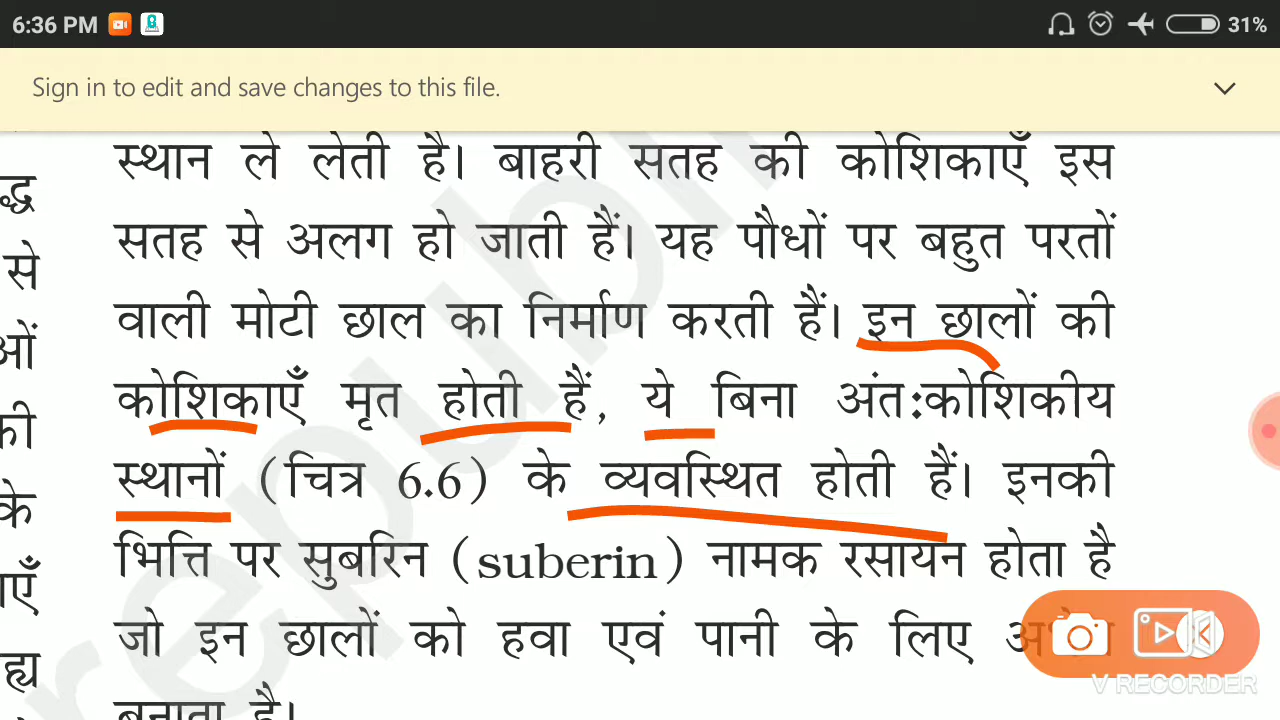 6:36 PM 31%
Sign in to edit and save changes to this file.
स्थान ले लेती है। बाहरी सतह की कोशिकाएँ इस
सतह से अलग हो जाती हैं। यह पौधों पर बहुत परतों
वाली मोटी छाल का निर्माण करती हैं। इन छालों की
कोशिकाएँ मृत होती हैं, ये बिना अंतःकोशिकीय
स्थानों (चित्र 6.6) के व्यवस्थित होती हैं। इनकी
भित्ति पर सुबरिन (suberin) नामक रसायन होता है
जो इन छालों को हवा एवं पानी के लिए
बनाता है।
से
के
V RECORDER